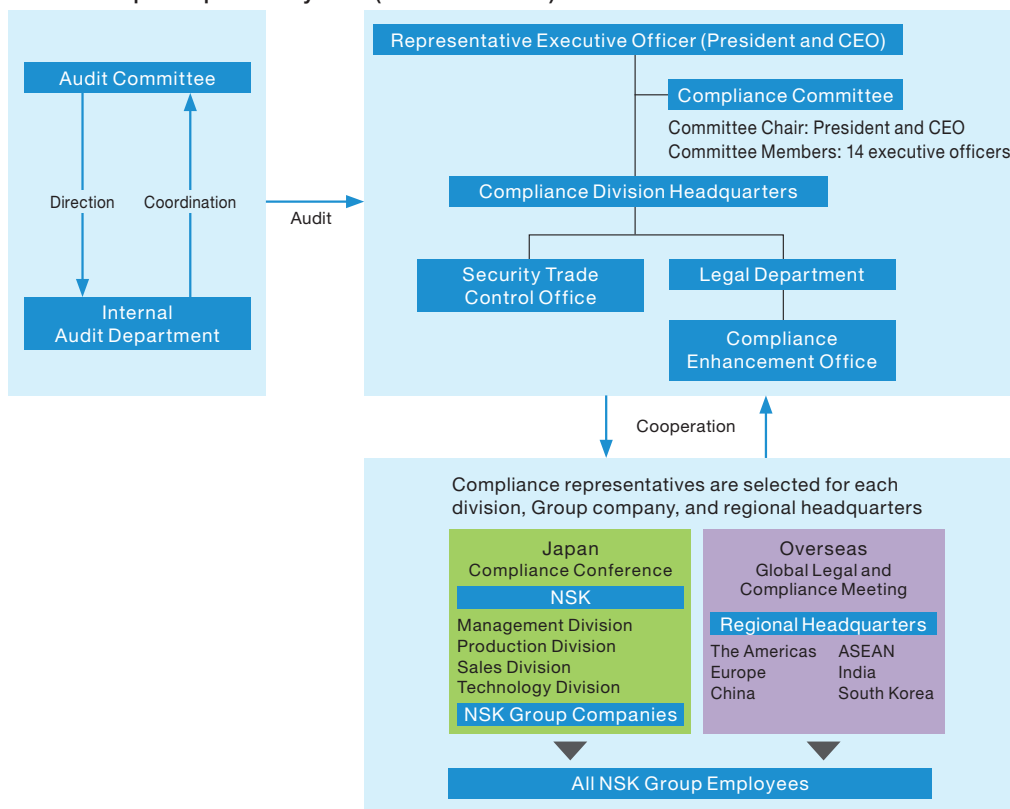 Audit Committee
Direction
Coordination
Internal
Audit Department
Audit
Representative Executive Officer (President and CEO)
Compliance Committee
Committee Chair: President and CEO
Committee Members: 14 executive officers
Compliance Division Headquarters
Security Trade
Control Office
Legal Department
Compliance
Enhancement Office
Cooperation
Compliance representatives are selected for each
division, Group company, and regional headquarters
Japan
Compliance Conference
NSK
Management Division
Production Division
Sales Division
Technology Division
NSK Group Companies
Overseas
Global Legal and
Compliance Meeting
Regional Headquarters
The Americas
Europe
China
ASEAN
India
South Korea
All NSK Group Employees